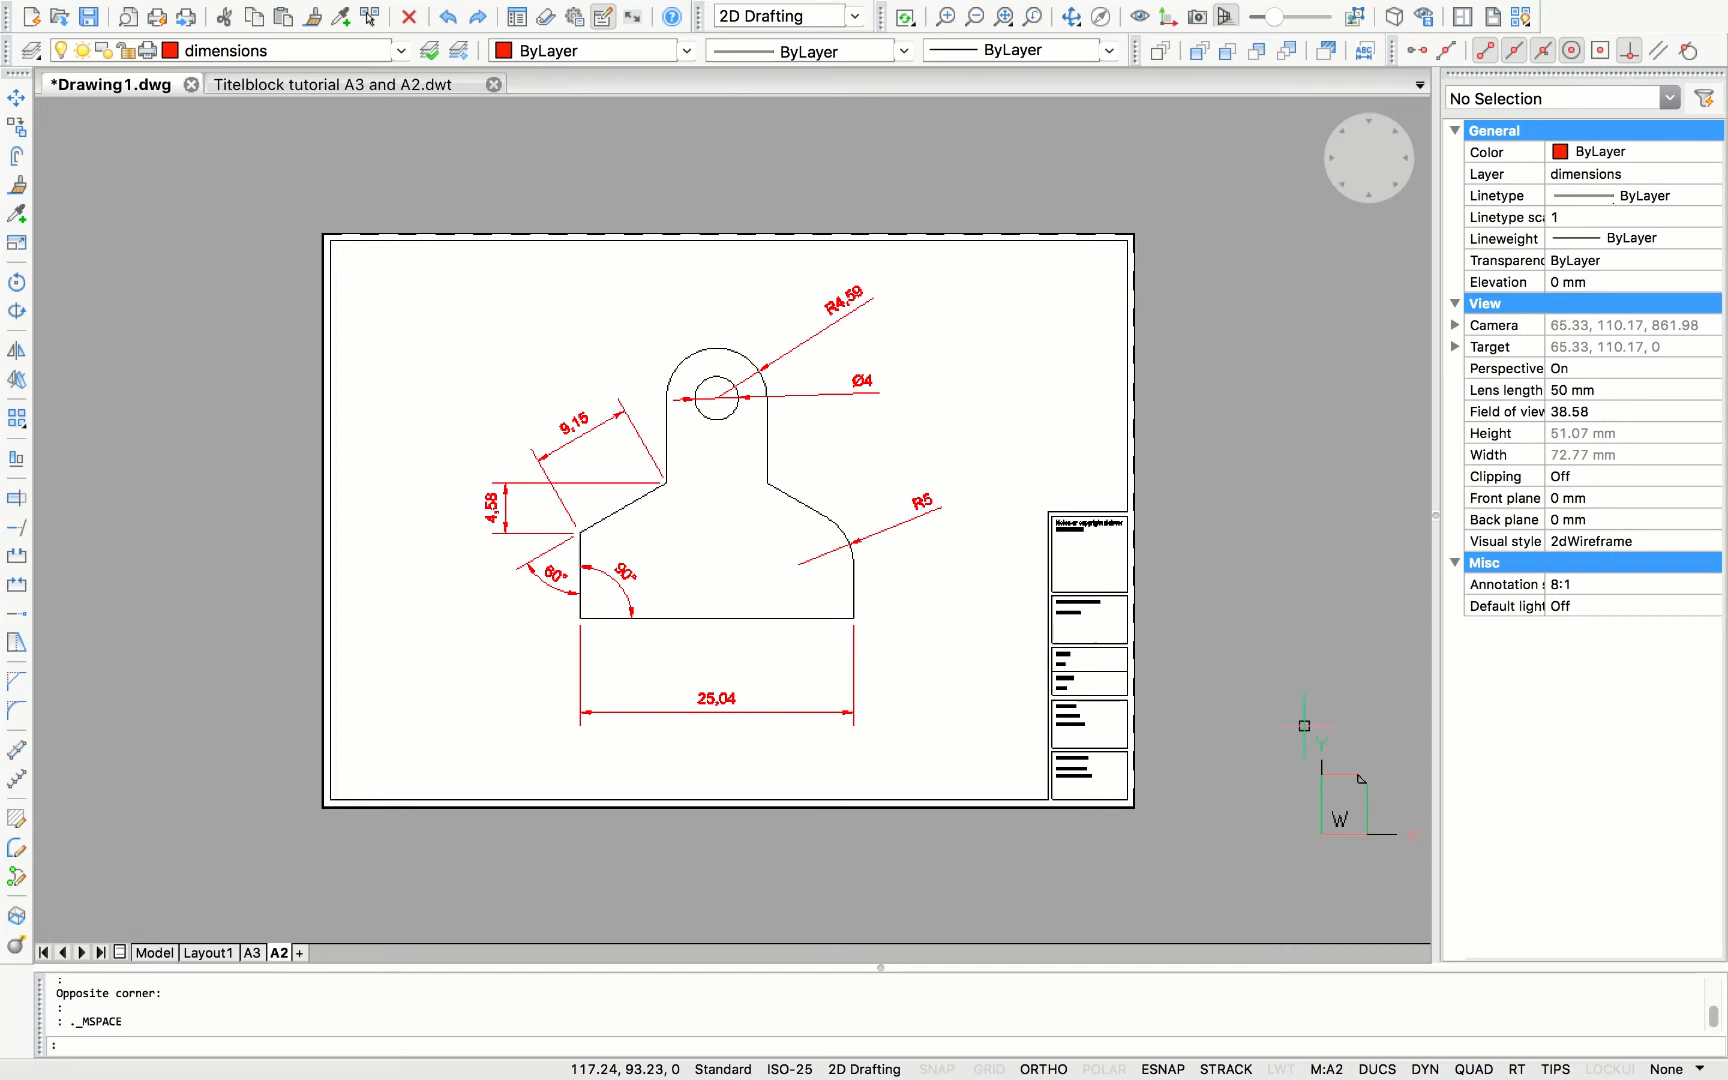 2D Drafting
dimensions
ByLayer
ByLayer
ByLayer
ABC
*Drawing1.dwg
Titelblock tutorial A3 and A2.dwt
No Selection
General
Color ByLayer
Layer dimensions
Linetype ByLayer
Linetype sca 1
Lineweight ByLayer
Transparenc ByLayer
Elevation 0 mm
View
Camera 65.33, 110.17, 861.98
Target 65.33, 110.17, 0
Perspective On
Lens length 50 mm
Field of view 38.58
Height 51.07 mm
Width 72.77 mm
Clipping Off
Front plane 0 mm
Back plane 0 mm
Visual style 2dWireframe
Misc
Annotation s 8:1
Default light Off
R4,59
Ø4
9,15
4,58
R5
60°
90°
25,04
Y
W
X
Model Layout1 A3 A2 +
:
Opposite corner:
:
: ._MSPACE
:
117.24, 93.23, 0 Standard ISO-25 2D Drafting SNAP GRID ORTHO POLAR ESNAP STRACK LWT M:A2 DUCS DYN QUAD RT TIPS LOCKUI None